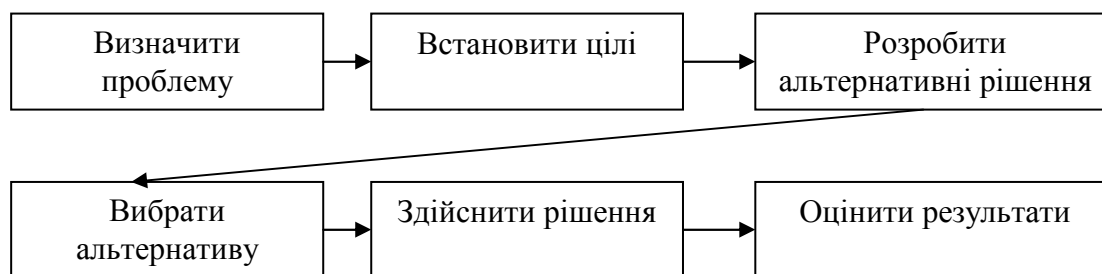 Визначити
проблему
Встановити цілі
Розробити
альтернативні рішення
Вибрати
альтернативу
Здійснити рішення
Оцінити результати